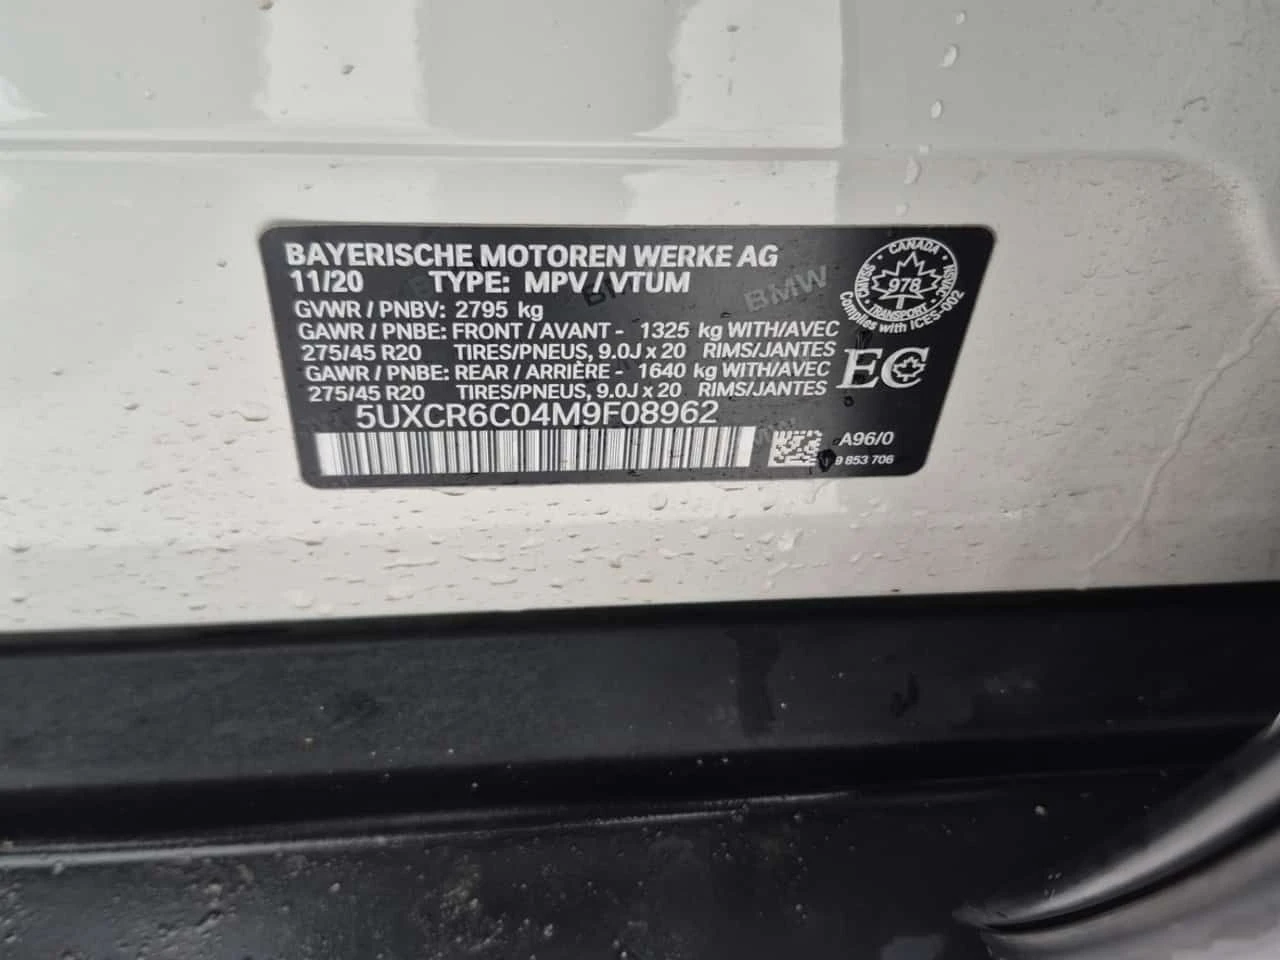 BAYERISCHE MOTOREN WERKE AG
11/20 TYPE: MPV/VTUM
GVWR / PNBV: 2795 kg
GAWR / PNBE: FRONT / AVANT - 1325 kg WITH/AVEC
275/45 R20 TIRES/PNEUS, 9.0J x 20 RIMS/JANTES
GAWR / PNBE: REAR / ARRIÈRE - 1640 kg WITH/AVEC
275/45 R20 TIRES/PNEUS, 9.0J x 20 RIMS/JANTES
5UXCR6C04M9F08962
A96/0
9 853 706
BMW
CANADA
978
TRANSPORT
Complies with ICES-002
EC